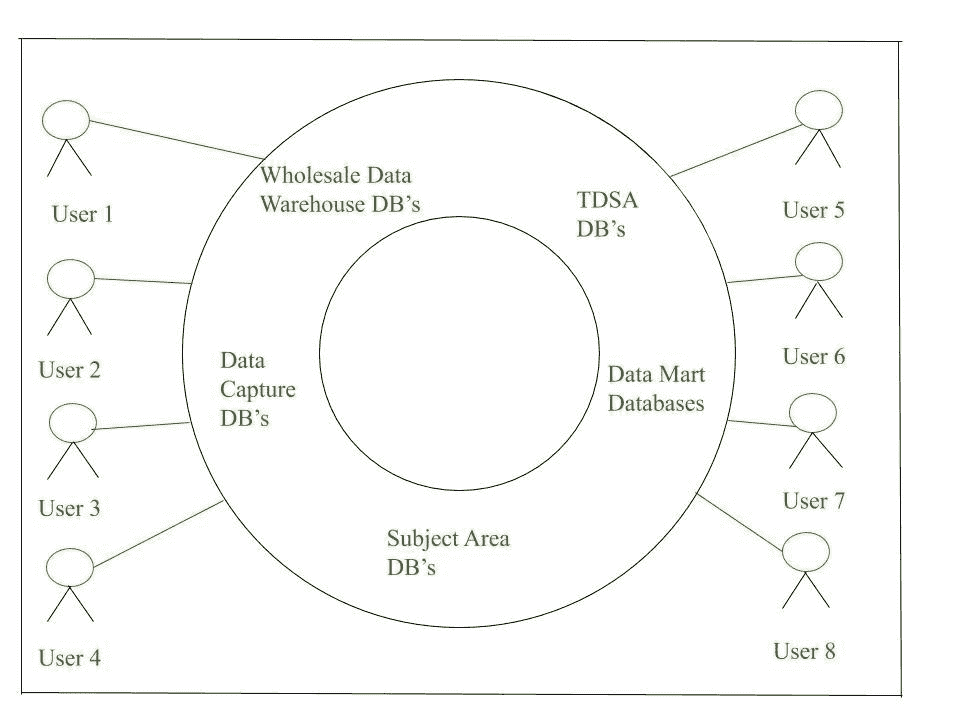 Wholesale Data
Warehouse DB’s
TDSA
DB’s
User 1
User 5
User 2
Data
Capture
DB’s
Data Mart
Databases
User 6
User 3
User 7
Subject Area
DB’s
User 4
User 8